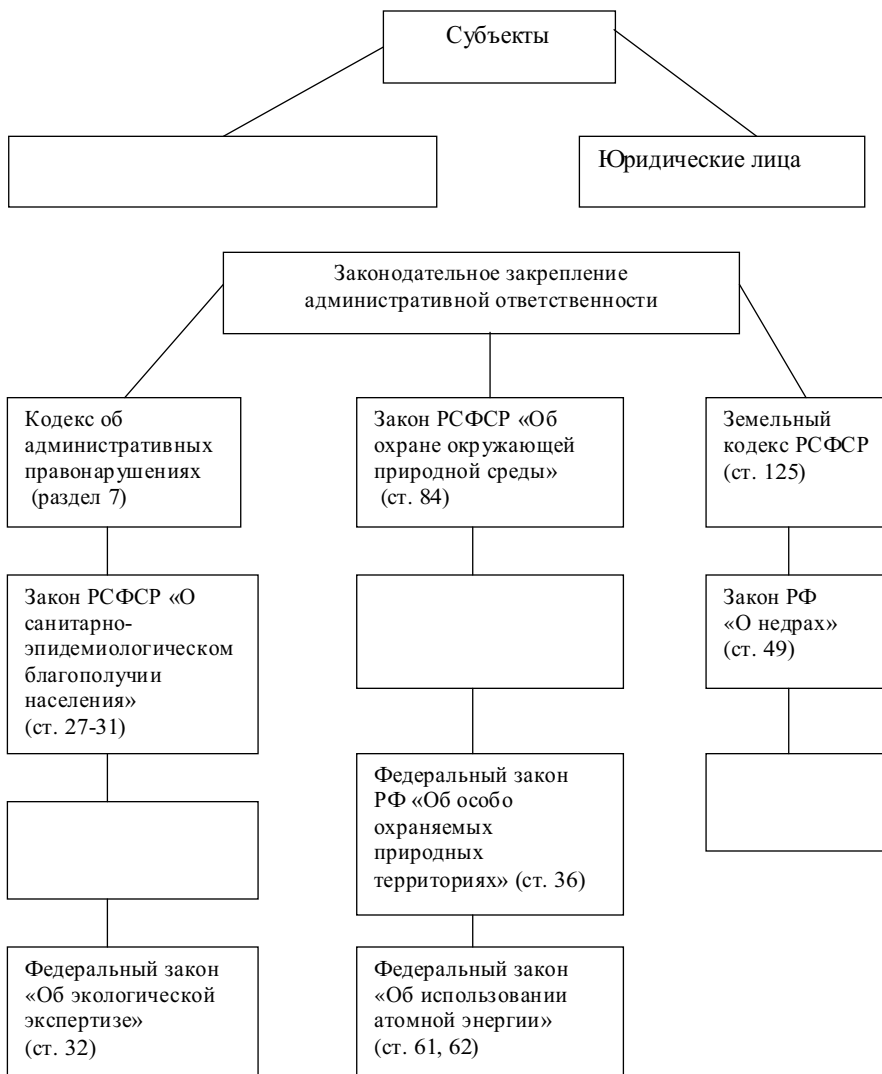 Субъекты
Юридические лица
Законодательное закрепление
административной ответственности
Кодекс об
административных
правонарушениях
(раздел 7)
Закон РСФСР «Об
охране окружающей
природной среды»
(ст. 84)
Земельный
кодекс РСФСР
(ст. 125)
Закон РСФСР «О
санитарно-
эпидемиологическом
благополучии
населения»
(ст. 27-31)
Закон РФ
«О недрах»
(ст. 49)
Федеральный закон
РФ «Об особо
охраняемых
природных
территориях» (ст. 36)
Федеральный закон
«Об экологической
экспертизе»
(ст. 32)
Федеральный закон
«Об использовании
атомной энергии»
(ст. 61, 62)